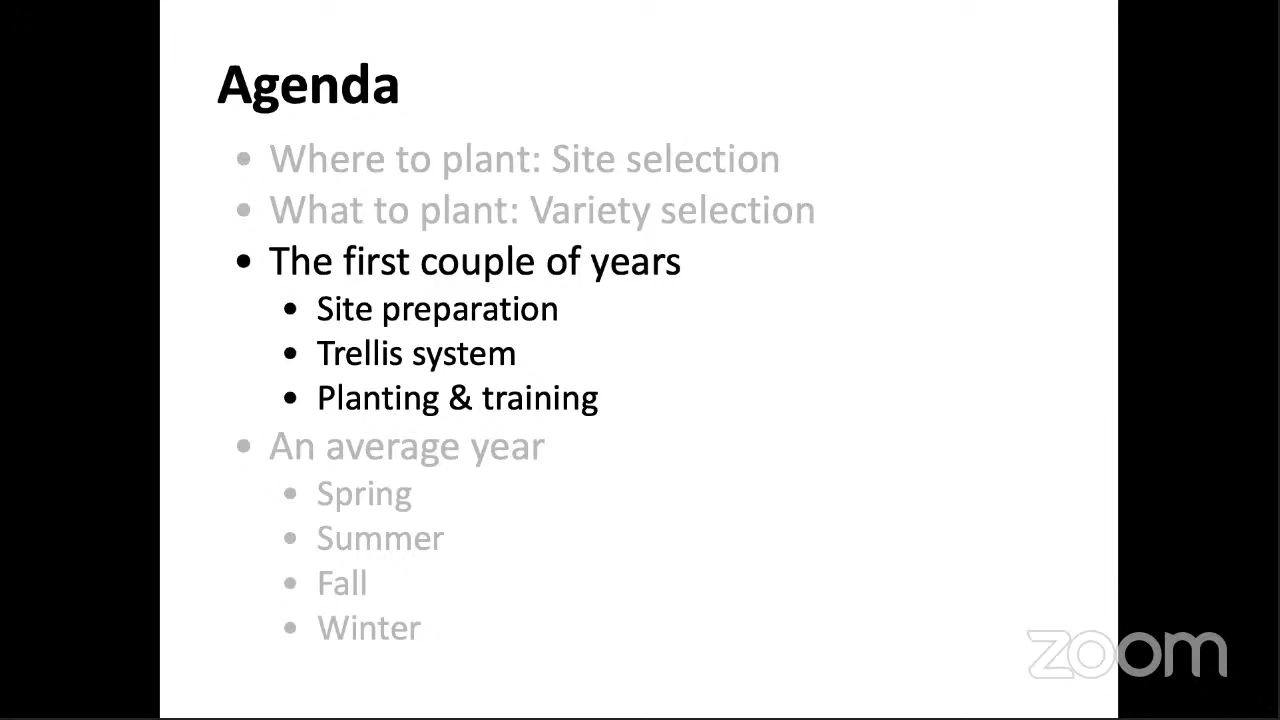 Agenda
• Where to plant: Site selection
• What to plant: Variety selection
• The first couple of years
• Site preparation
• Trellis system
• Planting & training
• An average year
• Spring
• Summer
• Fall
• Winter
zoom